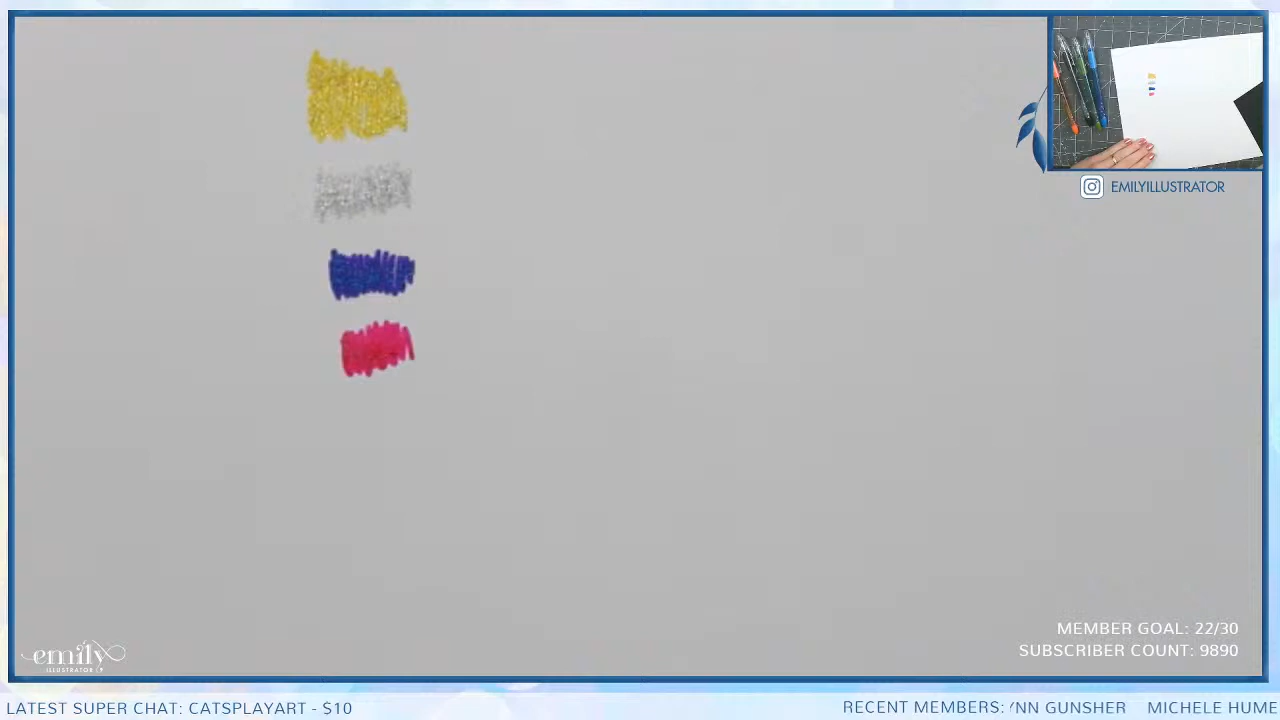 EMILYILLUSTRATOR
MEMBER GOAL: 22/30
SUBSCRIBER COUNT: 9890
emily
ILLUSTRATOR
LATEST SUPER CHAT: CATSPLAYART - $10
RECENT MEMBERS: GUNSHER MICHELE HUME